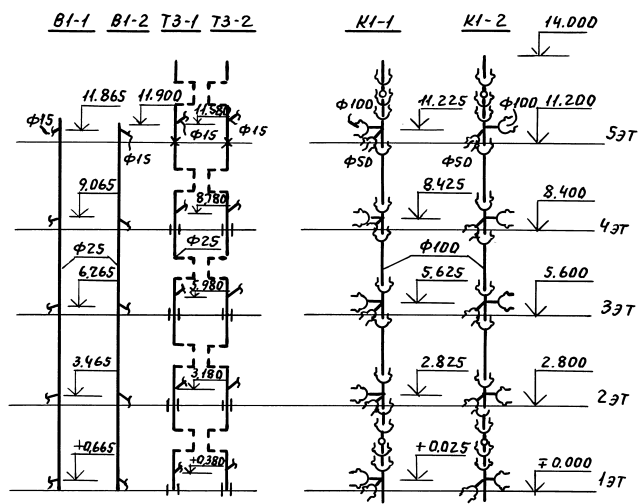 В1-1 В1-2 Т3-1 Т3-2 К1-1 К1-2 14.000
11.865 11.900 11.580 11.225 11.200
Ф15 Ф15 Ф15 Ф15 Ф100 Ф100
Ф50 Ф50 5эт
9.065 8.780 8.425 8.400
4эт
Ф25 Ф25 Ф100
6.265 5.980 5.625 5.600
3эт
3.465 3.180 2.825 2.800
2эт
+0,665 +0.380 +0.025 ∓0.000
1эт